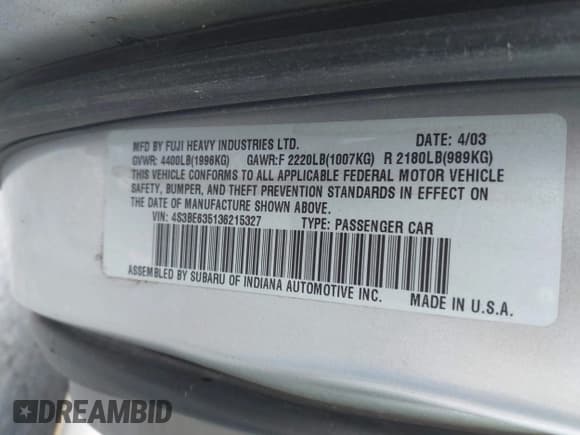 MFD BY FUJI HEAVY INDUSTRIES LTD. DATE: 4/03
GVWR: 4400LB(1996KG) GAWR:F 2220LB(1007KG) R 2180LB(989KG)
THIS VEHICLE CONFORMS TO ALL APPLICABLE FEDERAL MOTOR VEHICLE
SAFETY, BUMPER, AND THEFT PREVENTION STANDARDS IN EFFECT ON
THE DATE OF MANUFACTURE SHOWN ABOVE.
VIN: 4S3BE635136215327 TYPE: PASSENGER CAR
ASSEMBLED BY SUBARU OF INDIANA AUTOMOTIVE INC. MADE IN U.S.A.
DREAMBID